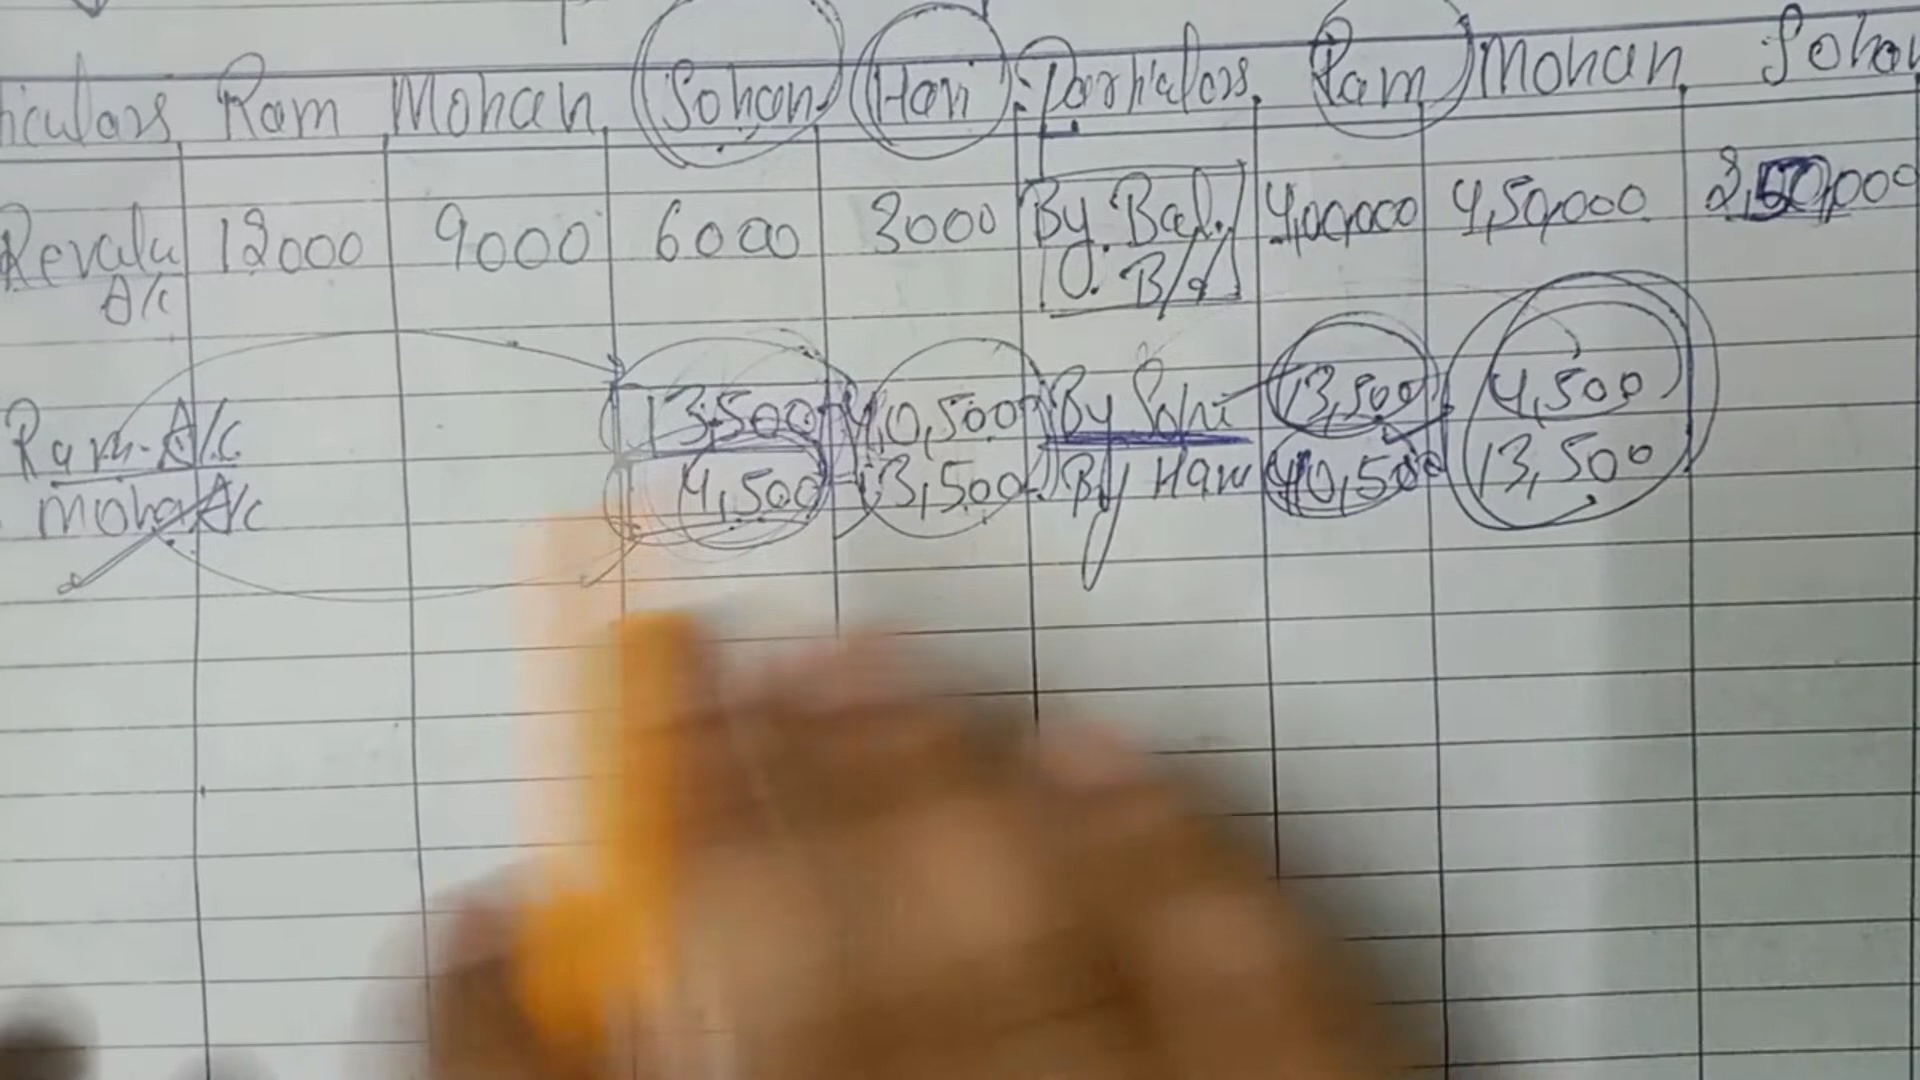 ticulars Ram Mohan Sohan Hari Particulars Ram Mohan Sohan
Revalu 12000 9000 6000 3000 By Bal. 4,00,000 4,50,000 2,50,000
A/c O. B/d
Ram A/c 13,500 40,500 By Soha 13,500 4,500
Moha A/c 4,500 13,500 By Hari 40,500 13,500